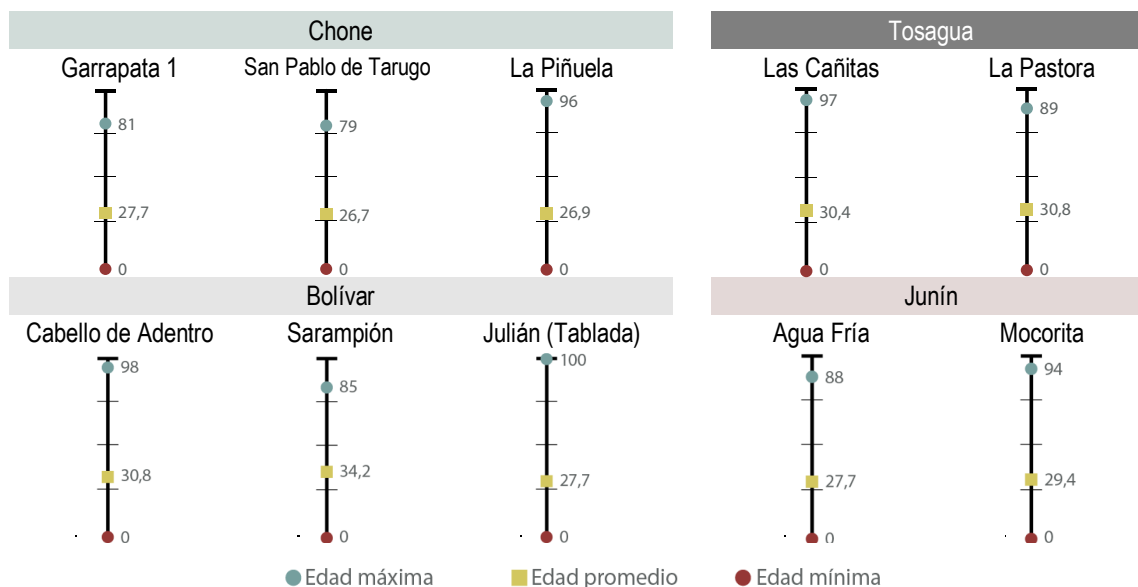 Chone
Tosagua
Garrapata 1
San Pablo de Tarugo
La Piñuela
Las Cañitas
La Pastora
81
79
96
97
89
27,7
26,7
26,9
30,4
30,8
0
0
0
0
0
Bolívar
Junín
Cabello de Adentro
Sarampión
Julián (Tablada)
Agua Fría
Mocorita
98
85
100
88
94
30,8
34,2
27,7
27,7
29,4
0
0
0
0
0
Edad máxima
Edad promedio
Edad mínima